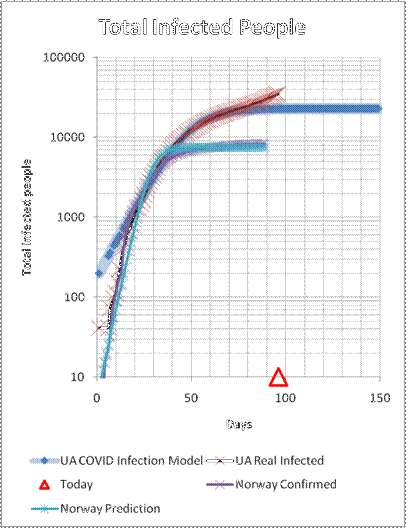 Total Infected People
100000
10000
1000
100
10
Total infected people
0 50 100 150
Days
UA COVID Infection Model UA Real Infected
Today Norway Confirmed
Norway Prediction